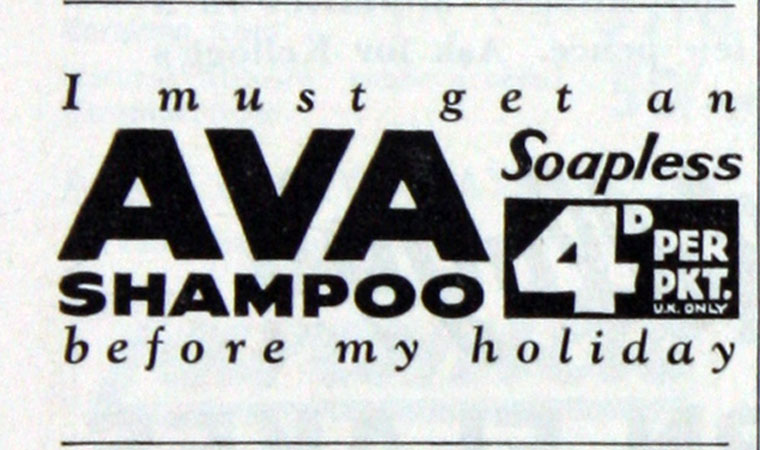 I must get an
AVA
SHAMPOO
Soapless
4D PER
PKT.
U.K. ONLY
before my holiday